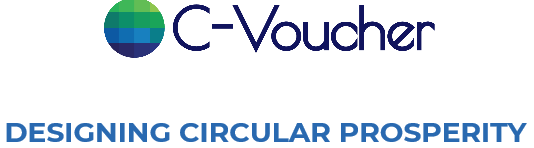 C-Voucher
DESIGNING CIRCULAR PROSPERITY